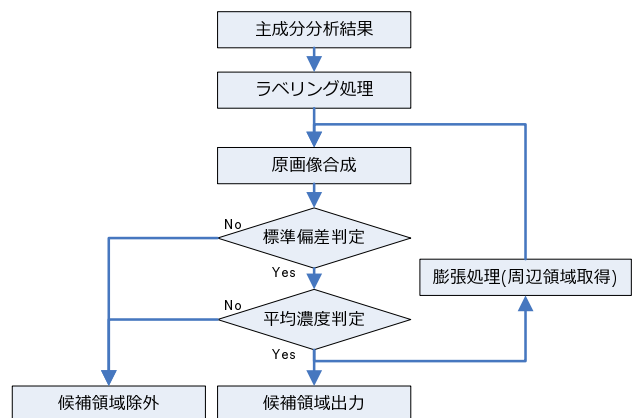 主成分分析結果
ラベリング処理
原画像合成
No
標準偏差判定
Yes
膨張処理(周辺領域取得)
No
平均濃度判定
Yes
候補領域除外
候補領域出力